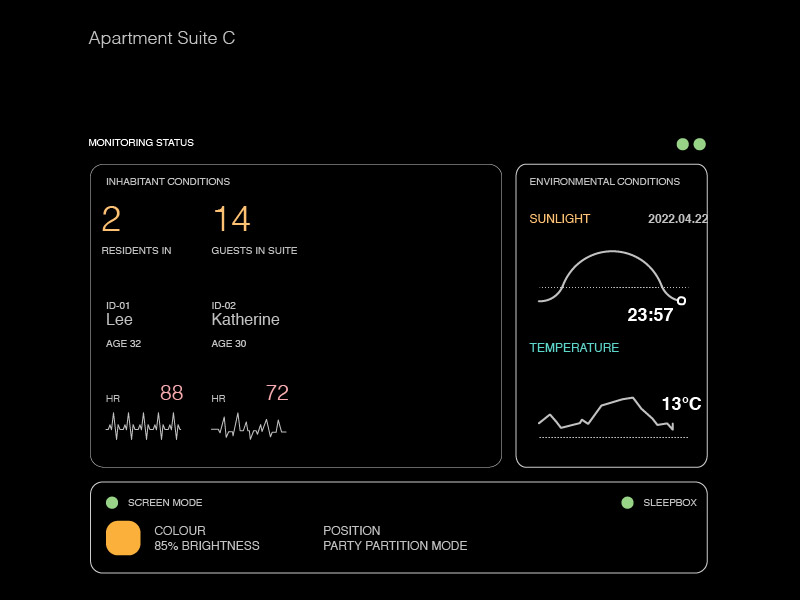 Apartment Suite C
MONITORING STATUS
INHABITANT CONDITIONS
2
14
RESIDENTS IN
GUESTS IN SUITE
ID-01
Lee
AGE 32
ID-02
Katherine
AGE 30
HR 88
HR 72
ENVIRONMENTAL CONDITIONS
SUNLIGHT 2022.04.22
23:57
TEMPERATURE
13°C
SCREEN MODE
SLEEPBOX
COLOUR
85% BRIGHTNESS
POSITION
PARTY PARTITION MODE